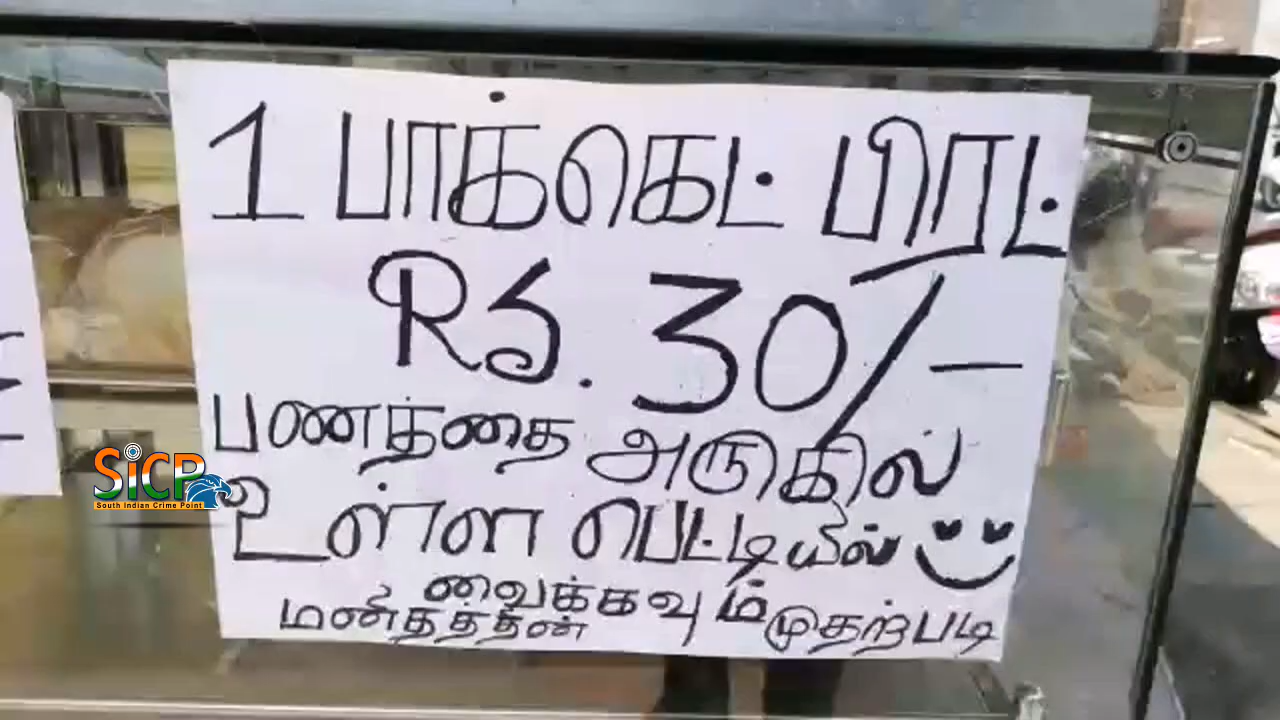 1 பாக்கெட் பிரட்
RS. 30/-
பணத்தை அருகில்
உள்ள பெட்டியில்
வைக்கவும்
மனிதத்தின் முதற்படி
SiCP
South Indian Crime Point